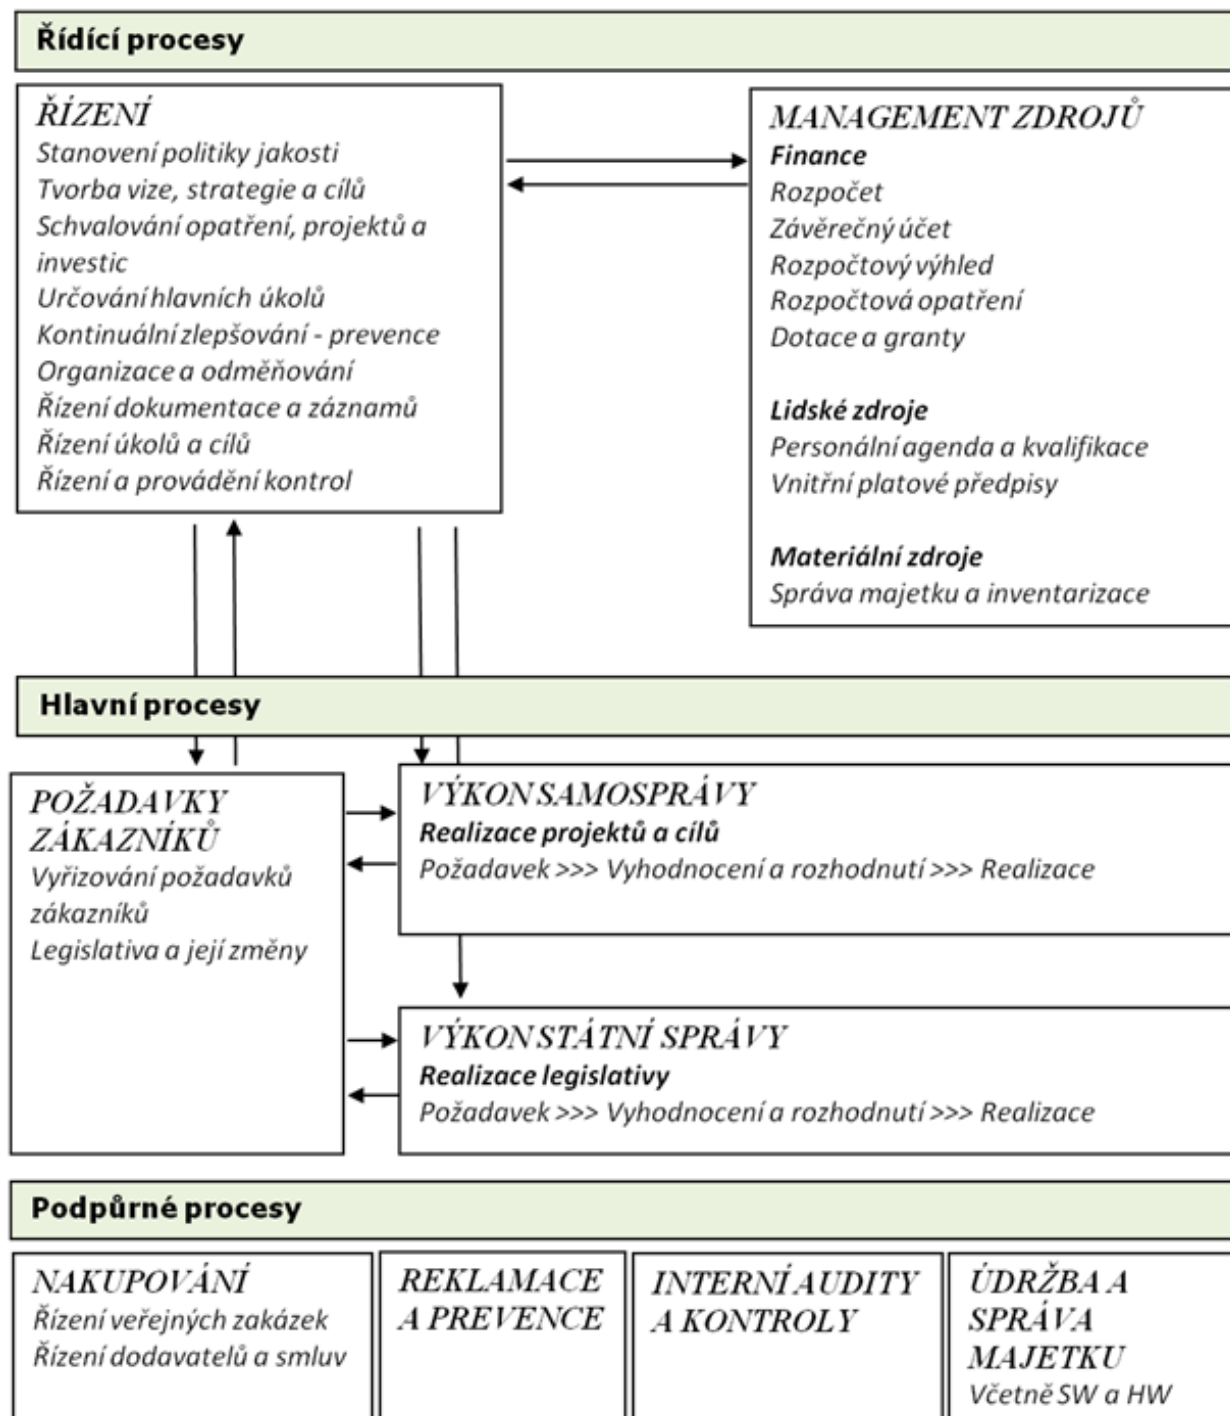 Řídící procesy
ŘÍZENÍ
Stanovení politiky jakosti
Tvorba vize, strategie a cílů
Schvalování opatření, projektů a
investic
Určování hlavních úkolů
Kontinuální zlepšování - prevence
Organizace a odměňování
Řízení dokumentace a záznamů
Řízení úkolů a cílů
Řízení a provádění kontrol
MANAGEMENT ZDROJŮ
Finance
Rozpočet
Závěrečný účet
Rozpočtový výhled
Rozpočtová opatření
Dotace a granty
Lidské zdroje
Personální agenda a kvalifikace
Vnitřní platové předpisy
Materiální zdroje
Správa majetku a inventarizace
Hlavní procesy
POŽADAVKY
ZÁKAZNÍKŮ
Vyřizování požadavků
zákazníků
Legislativa a její změny
VÝKON SAMOSPRÁVY
Realizace projektů a cílů
Požadavek >>> Vyhodnocení a rozhodnutí >>> Realizace
VÝKON STÁTNÍ SPRÁVY
Realizace legislativy
Požadavek >>> Vyhodnocení a rozhodnutí >>> Realizace
Podpůrné procesy
NAKUPOVÁNÍ
Řízení veřejných zakázek
Řízení dodavatelů a smluv
REKLAMACE
A PREVENCE
INTERNÍ AUDITY
A KONTROLY
ÚDRŽBA A
SPRÁVA
MAJETKU
Včetně SW a HW